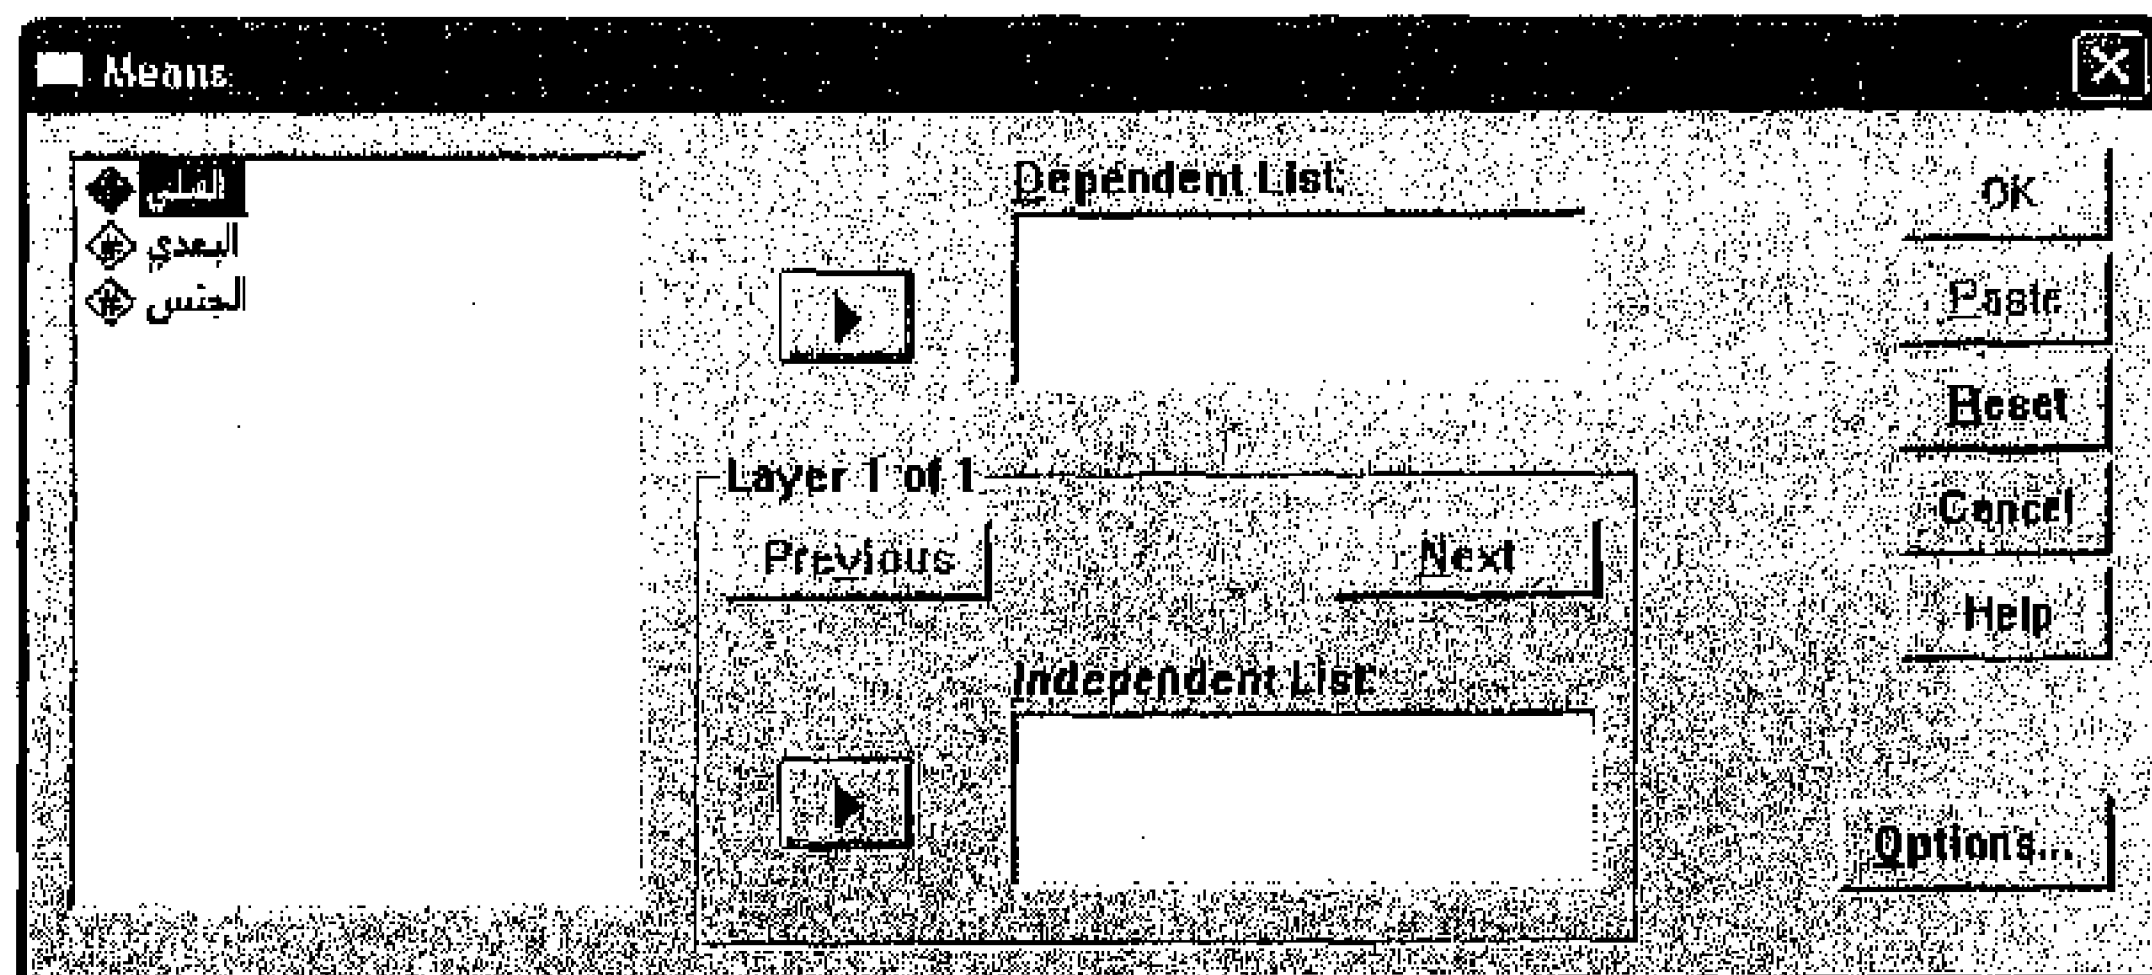 Means
القبلي
البعدي
الجنس
Dependent List:
OK
Paste
Reset
Cancel
Help
Layer 1 of 1
Previous
Next
Independent List:
Options...